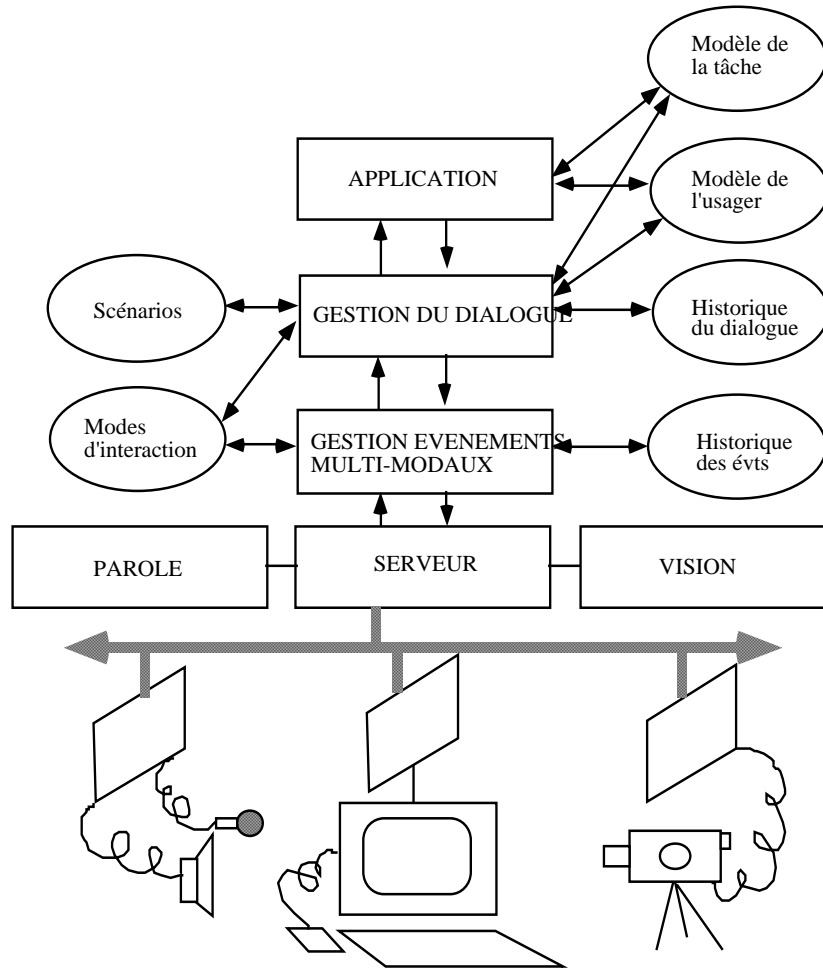 Modèle de
la tâche
APPLICATION
Modèle de
l'usager
Scénarios
GESTION DU DIALOGUE
Historique
du dialogue
Modes
d'interaction
GESTION EVENEMENTS
MULTI-MODAUX
Historique
des évts
PAROLE
SERVEUR
VISION